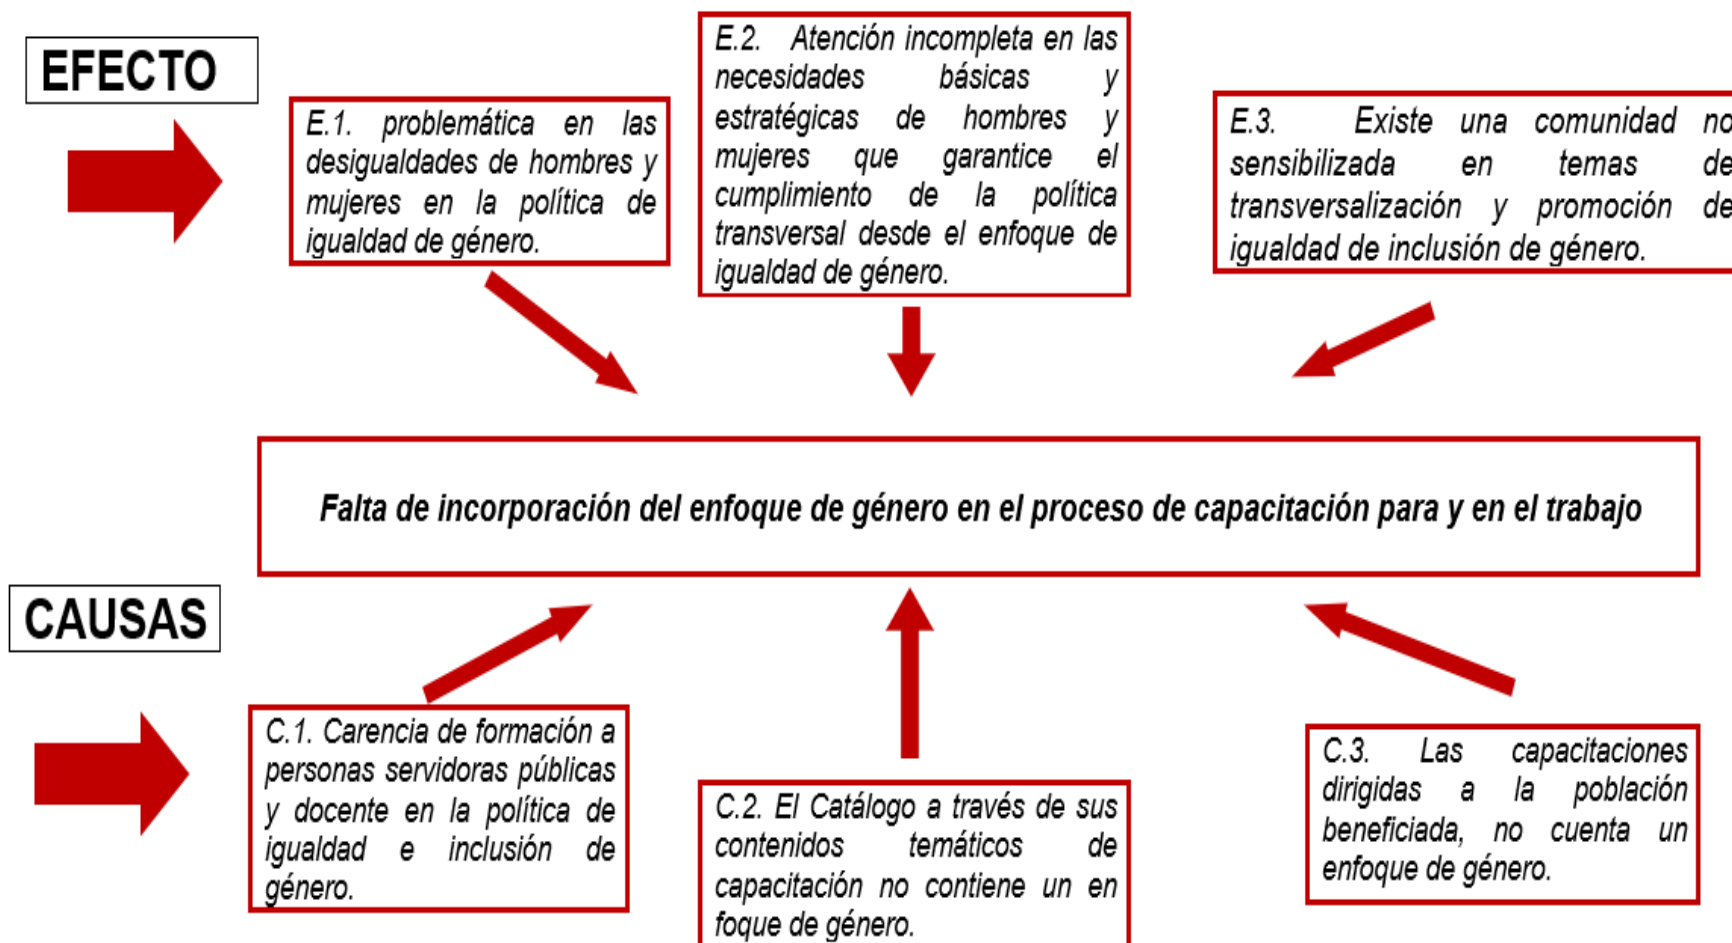 EFECTO
E.1. problemática en las
desigualdades de hombres y
mujeres en la política de
igualdad de género.
E.2. Atención incompleta en las
necesidades básicas y
estratégicas de hombres y
mujeres que garantice el
cumplimiento de la política
transversal desde el enfoque de
igualdad de género.
E.3. Existe una comunidad no
sensibilizada en temas de
transversalización y promoción de
igualdad de inclusión de género.
Falta de incorporación del enfoque de género en el proceso de capacitación para y en el trabajo
CAUSAS
C.1. Carencia de formación a
personas servidoras públicas
y docente en la política de
igualdad e inclusión de
género.
C.2. El Catálogo a través de sus
contenidos temáticos de
capacitación no contiene un en
foque de género.
C.3. Las capacitaciones
dirigidas a la población
beneficiada, no cuenta un
enfoque de género.